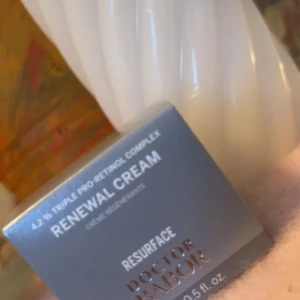 4.2 % TRIPLE PRO-RETINOL COMPLEX
RENEWAL CREAM
CRÈME RÉGÉNÉRANTE
RESURFACE
DOCTOR
BABOR
0.5 fl. oz.